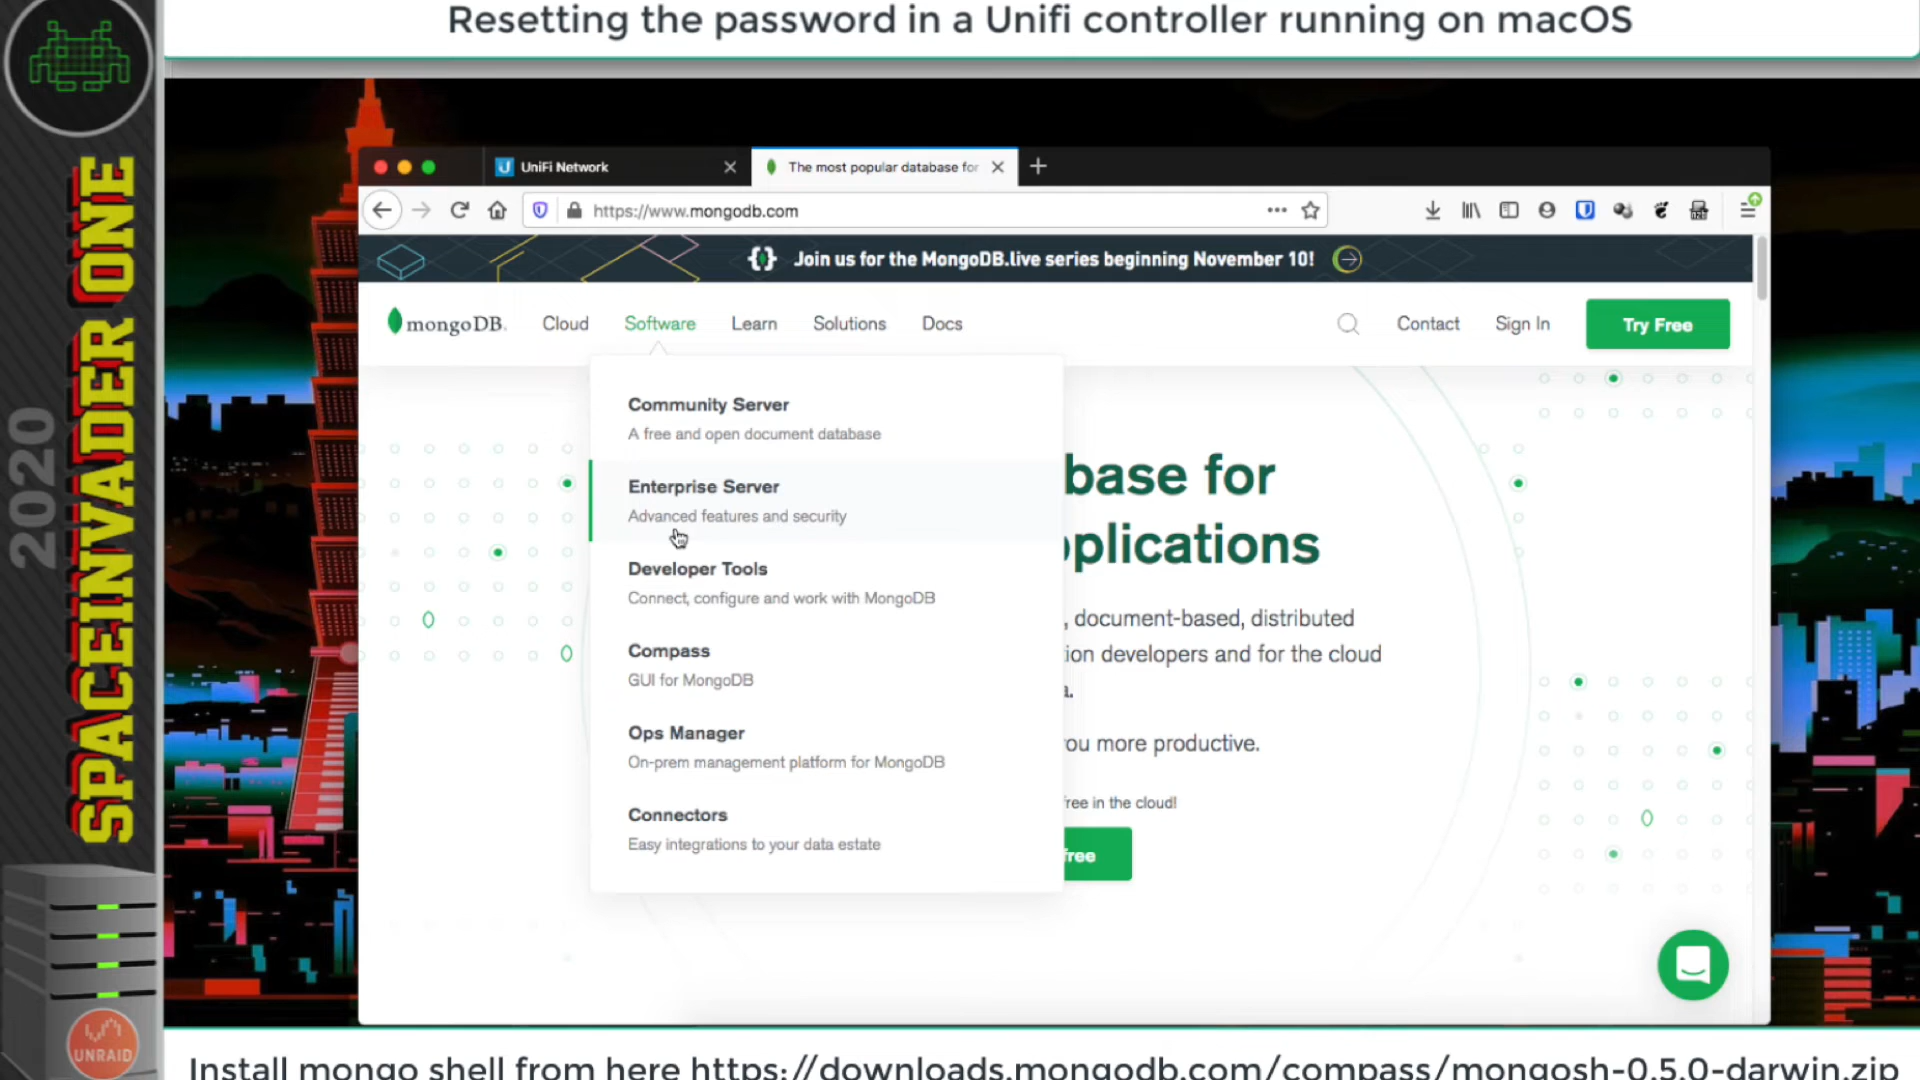 Resetting the password in a Unifi controller running on macOS
2020
SPACEINVADER ONE
UNRAID
UniFi Network
The most popular database for
https://www.mongodb.com
Join us for the MongoDB.live series beginning November 10!
mongoDB.
Cloud
Software
Learn
Solutions
Docs
Contact
Sign In
Try Free
Community Server
A free and open document database
Enterprise Server
Advanced features and security
Developer Tools
Connect, configure and work with MongoDB
Compass
GUI for MongoDB
Ops Manager
On-prem management platform for MongoDB
Connectors
Easy integrations to your data estate
base for
plications
, document-based, distributed
ion developers and for the cloud
a.
ou more productive.
free in the cloud!
free
Install mongo shell from here https://downloads.mongodb.com/compass/mongosh-0.5.0-darwin.zip